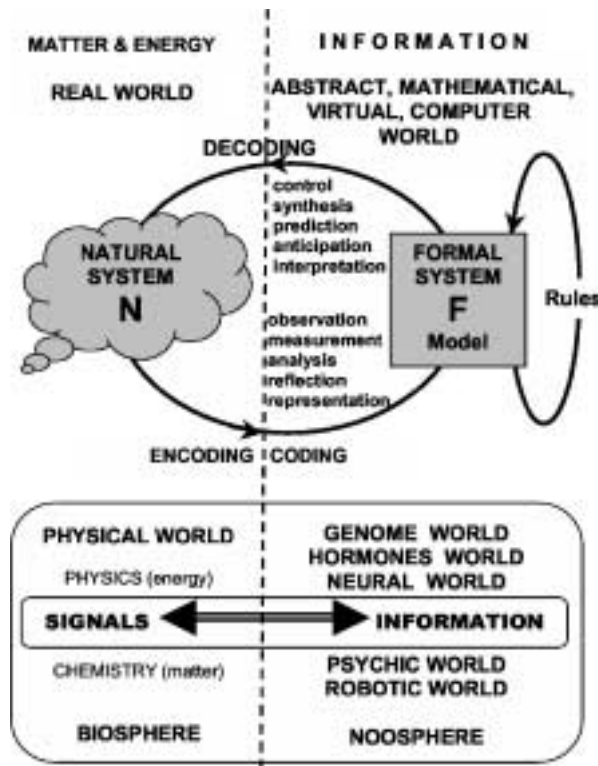 MATTER & ENERGY
INFORMATION
REAL WORLD
ABSTRACT, MATHEMATICAL,
VIRTUAL, COMPUTER
WORLD
DECODING
control
synthesis
prediction
anticipation
interpretation
NATURAL
SYSTEM
N
FORMAL
SYSTEM
F
Model
Rules
observation
measurement
analysis
reflection
representation
ENCODING
CODING
PHYSICAL WORLD
PHYSICS (energy)
GENOME WORLD
HORMONES WORLD
NEURAL WORLD
SIGNALS
INFORMATION
CHEMISTRY (matter)
PSYCHIC WORLD
ROBOTIC WORLD
BIOSPHERE
NOOSPHERE